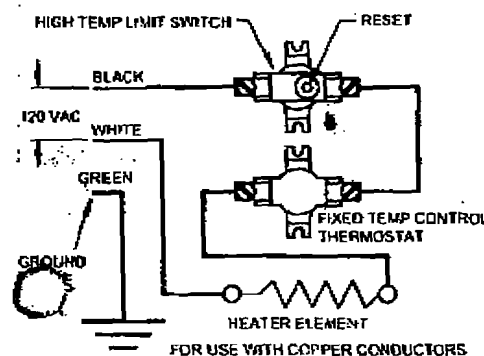 HIGH TEMP LIMIT SWITCH
RESET
BLACK
120 VAC
WHITE
GREEN
FIXED TEMP CONTROL
THERMOSTAT
GROUND
HEATER ELEMENT
FOR USE WITH COPPER CONDUCTORS